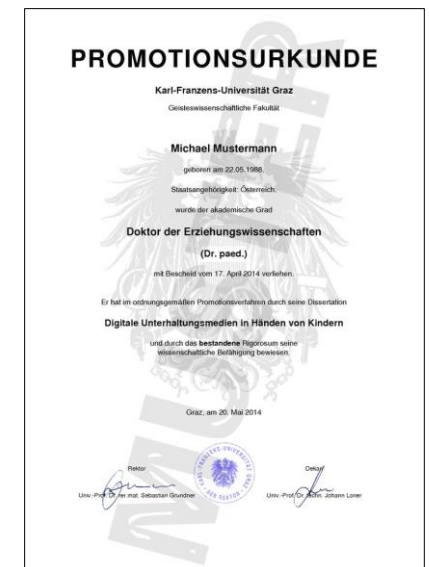 PROMOTIONSURKUNDE
Karl-Franzens-Universität Graz
Geisteswissenschaftliche Fakultät
Michael Mustermann
geboren am 22.05.1988.
Staatsangehörigkeit: Österreich.
wurde der akademische Grad
Doktor der Erziehungswissenschaften
(Dr. paed.)
mit Bescheid vom 17. April 2014 verliehen.
Er hat im ordnungsgemäßen Promotionsverfahren durch seine Dissertation
Digitale Unterhaltungsmedien in Händen von Kindern
und durch das bestandene Rigorosum seine
wissenschaftliche Befähigung bewiesen.
Graz, am 20. Mai 2014
Rektor
Univ.-Prof. Dr. rer.mat. Sebastian Grundner
Dekan
Univ.-Prof. Dr. techn. Johann Loner
MUSTER